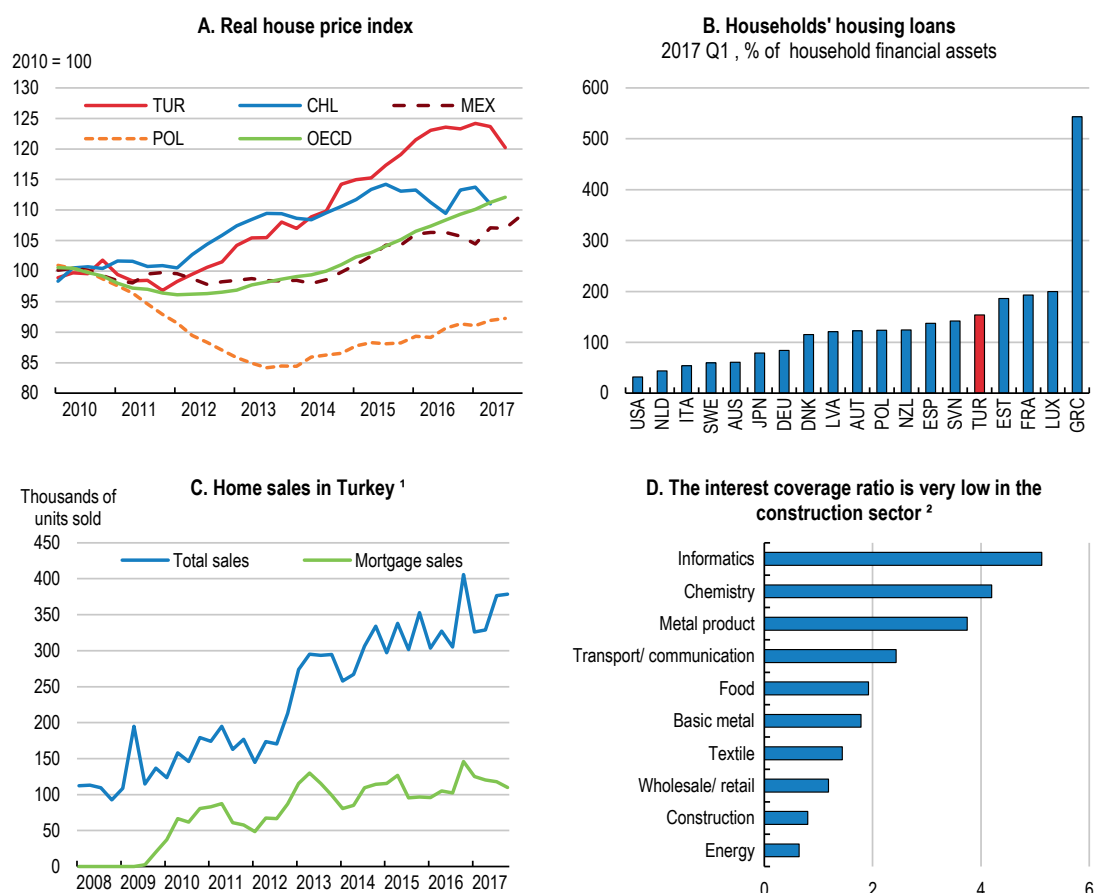 A. Real house price index
2010 = 100
130
125
120
115
110
105
100
95
90
85
80
TUR
CHL
MEX
POL
OECD
2010 2011 2012 2013 2014 2015 2016 2017
B. Households' housing loans
2017 Q1 , % of household financial assets
600
500
400
300
200
100
0
USA
NLD
ITA
SWE
AUS
JPN
DEU
DNK
LVA
AUT
POL
NZL
ESP
SVN
TUR
EST
FRA
LUX
GRC
C. Home sales in Turkey ¹
Thousands of
units sold
450
400
350
300
250
200
150
100
50
0
Total sales
Mortgage sales
2008 2009 2010 2011 2012 2013 2014 2015 2016 2017
D. The interest coverage ratio is very low in the
construction sector ²
Informatics
Chemistry
Metal product
Transport/ communication
Food
Basic metal
Textile
Wholesale/ retail
Construction
Energy
0 2 4 6